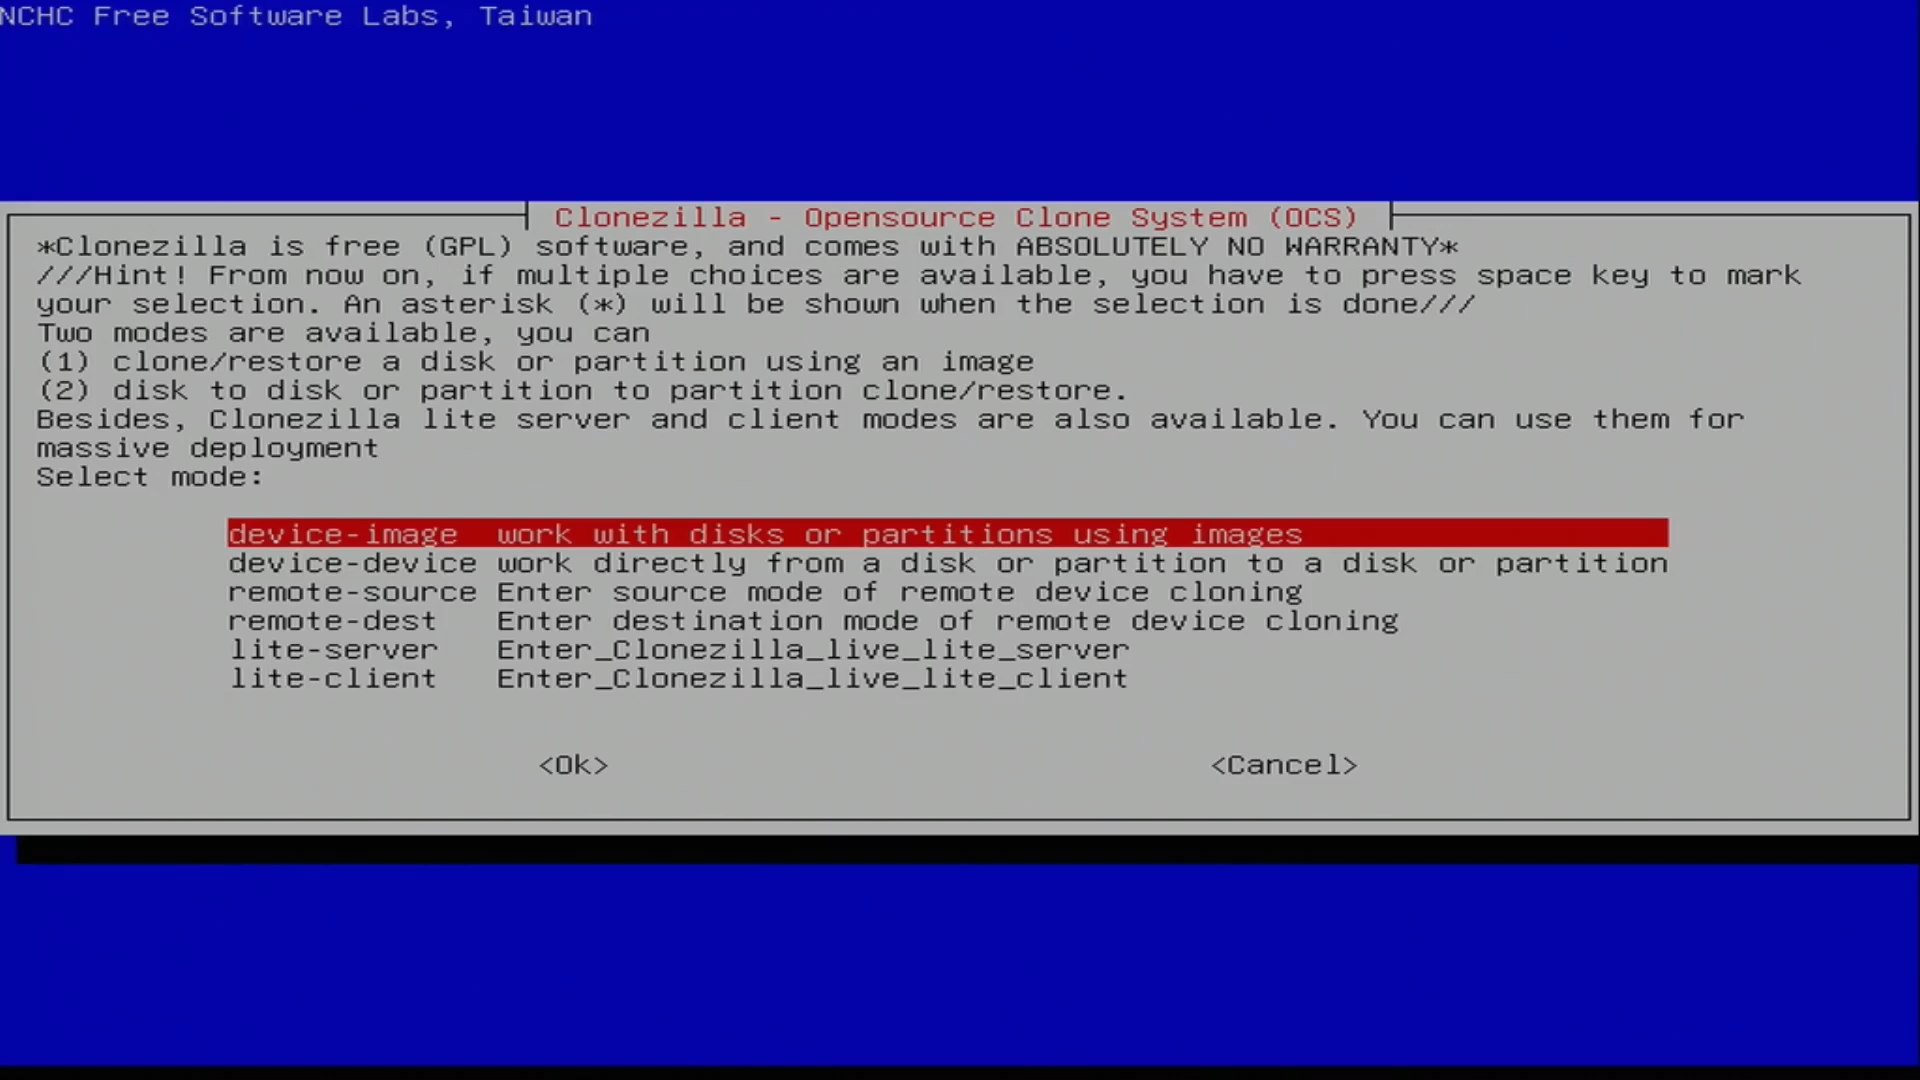 NCHC Free Software Labs, Taiwan
Clonezilla - Opensource Clone System (OCS)
*Clonezilla is free (GPL) software, and comes with ABSOLUTELY NO WARRANTY*
///Hint! From now on, if multiple choices are available, you have to press space key to mark
your selection. An asterisk (*) will be shown when the selection is done///
Two modes are available, you can
(1) clone/restore a disk or partition using an image
(2) disk to disk or partition to partition clone/restore.
Besides, Clonezilla lite server and client modes are also available. You can use them for
massive deployment
Select mode:
device-image work with disks or partitions using images
device-device work directly from a disk or partition to a disk or partition
remote-source Enter source mode of remote device cloning
remote-dest Enter destination mode of remote device cloning
lite-server Enter_Clonezilla_live_lite_server
lite-client Enter_Clonezilla_live_lite_client
<Ok> <Cancel>